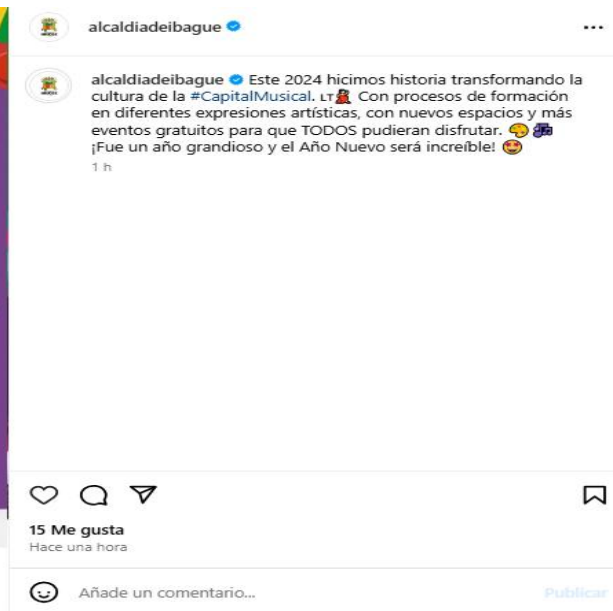 alcaldiadeibague
alcaldiadeibague Este 2024 hicimos historia transformando la
cultura de la #CapitalMusical. LT💃 Con procesos de formación
en diferentes expresiones artísticas, con nuevos espacios y más
eventos gratuitos para que TODOS pudieran disfrutar. 🎨🎶
¡Fue un año grandioso y el Año Nuevo será increíble! 🤩
1 h
15 Me gusta
Hace una hora
Añade un comentario...
Publicar